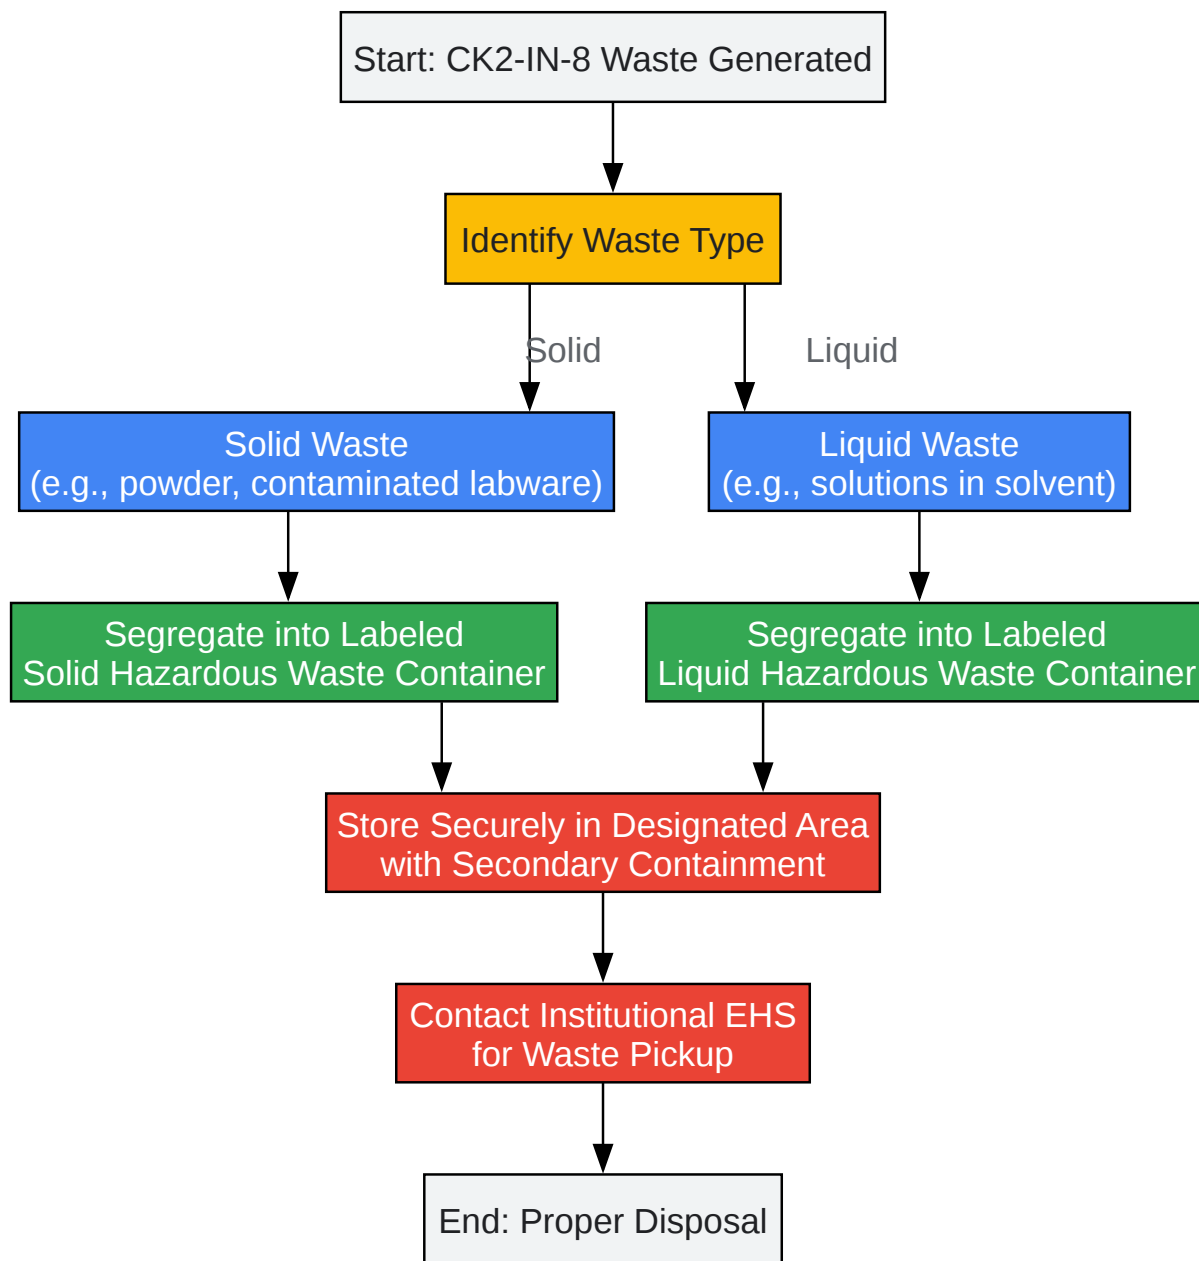 Start: CK2-IN-8 Waste Generated
Identify Waste Type
Solid
Liquid
Solid Waste
(e.g., powder, contaminated labware)
Liquid Waste
(e.g., solutions in solvent)
Segregate into Labeled
Solid Hazardous Waste Container
Segregate into Labeled
Liquid Hazardous Waste Container
Store Securely in Designated Area
with Secondary Containment
Contact Institutional EHS
for Waste Pickup
End: Proper Disposal